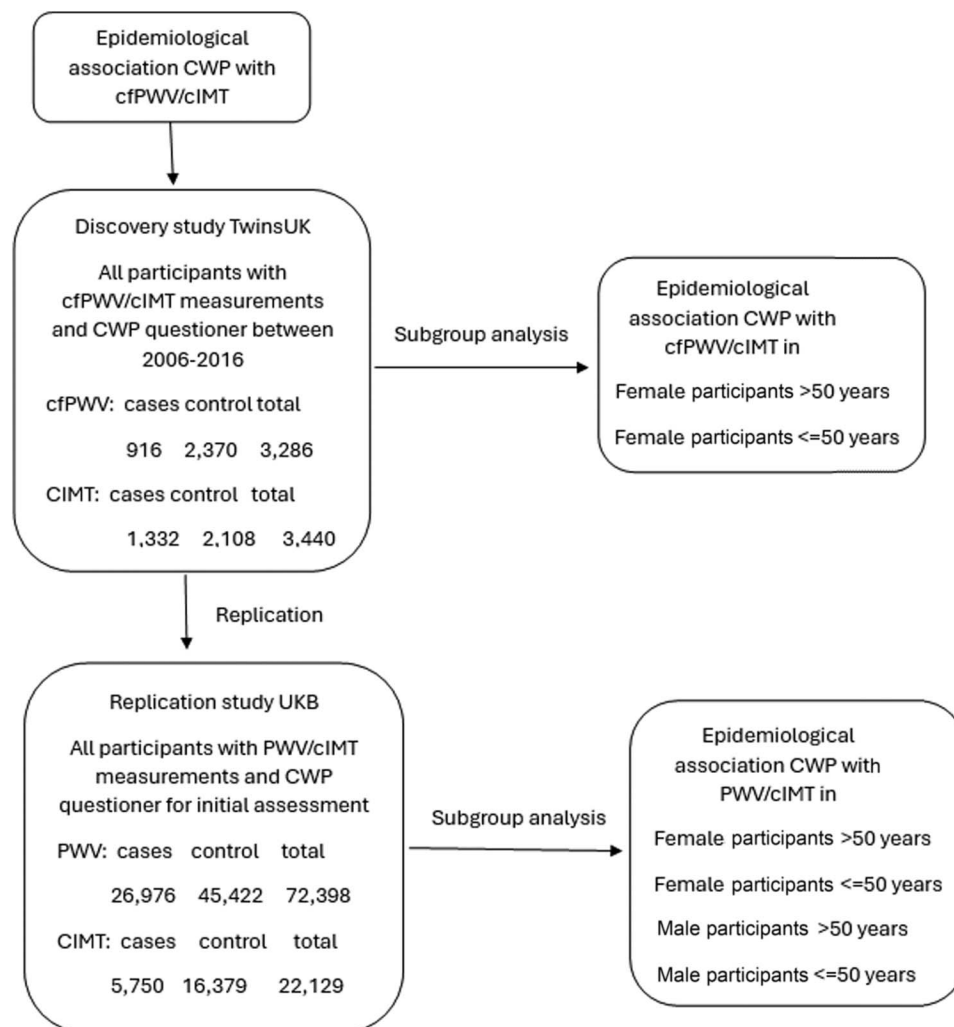 Epidemiological
association CWP with
cfPWV/cIMT
Discovery study TwinsUK
All participants with
cfPWV/cIMT measurements
and CWP questioner between
2006-2016
cfPWV: cases control total
916 2,370 3,286
CIMT: cases control total
1,332 2,108 3,440
Subgroup analysis
Epidemiological
association CWP with
cfPWV/cIMT in
Female participants >50 years
Female participants <=50 years
Replication
Replication study UKB
All participants with PWV/cIMT
measurements and CWP
questioner for initial assessment
PWV: cases control total
26,976 45,422 72,398
CIMT: cases control total
5,750 16,379 22,129
Subgroup analysis
Epidemiological
association CWP with
PWV/cIMT in
Female participants >50 years
Female participants <=50 years
Male participants >50 years
Male participants <=50 years